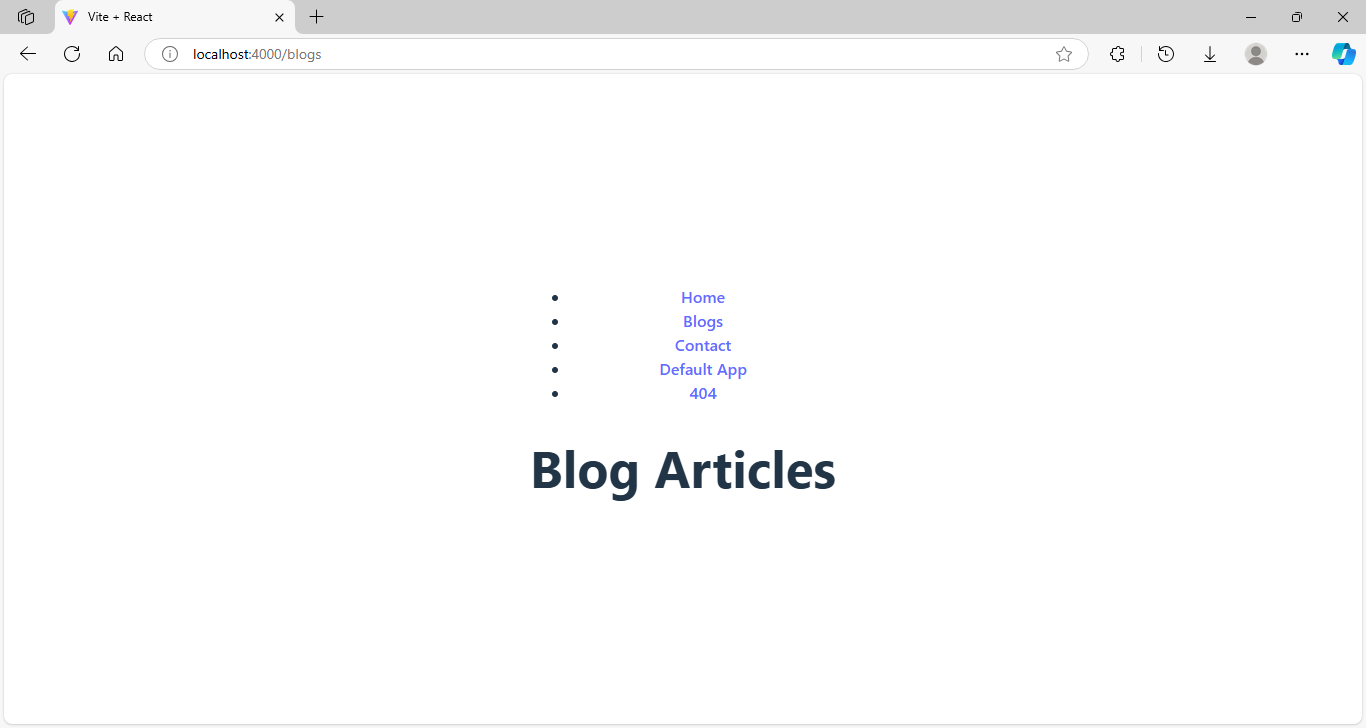 Vite + React
localhost:4000/blogs
Home
Blogs
Contact
Default App
404
Blog Articles